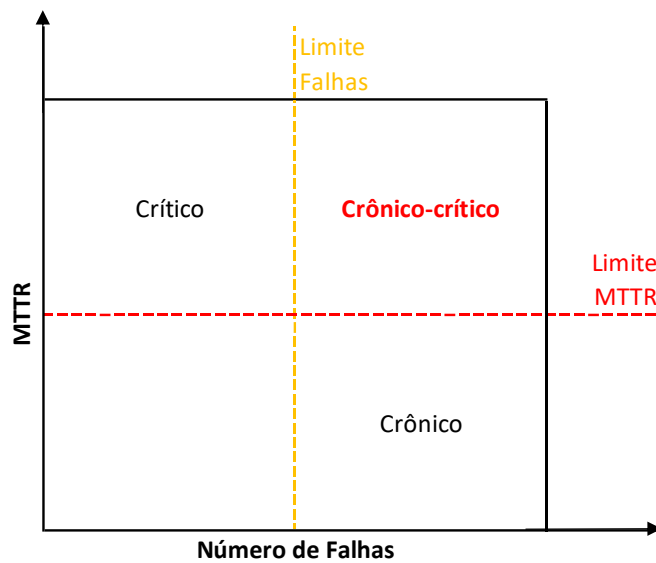 Limite
Falhas
Crítico
Crônico-crítico
Limite
MTTR
MTTR
Crônico
Número de Falhas